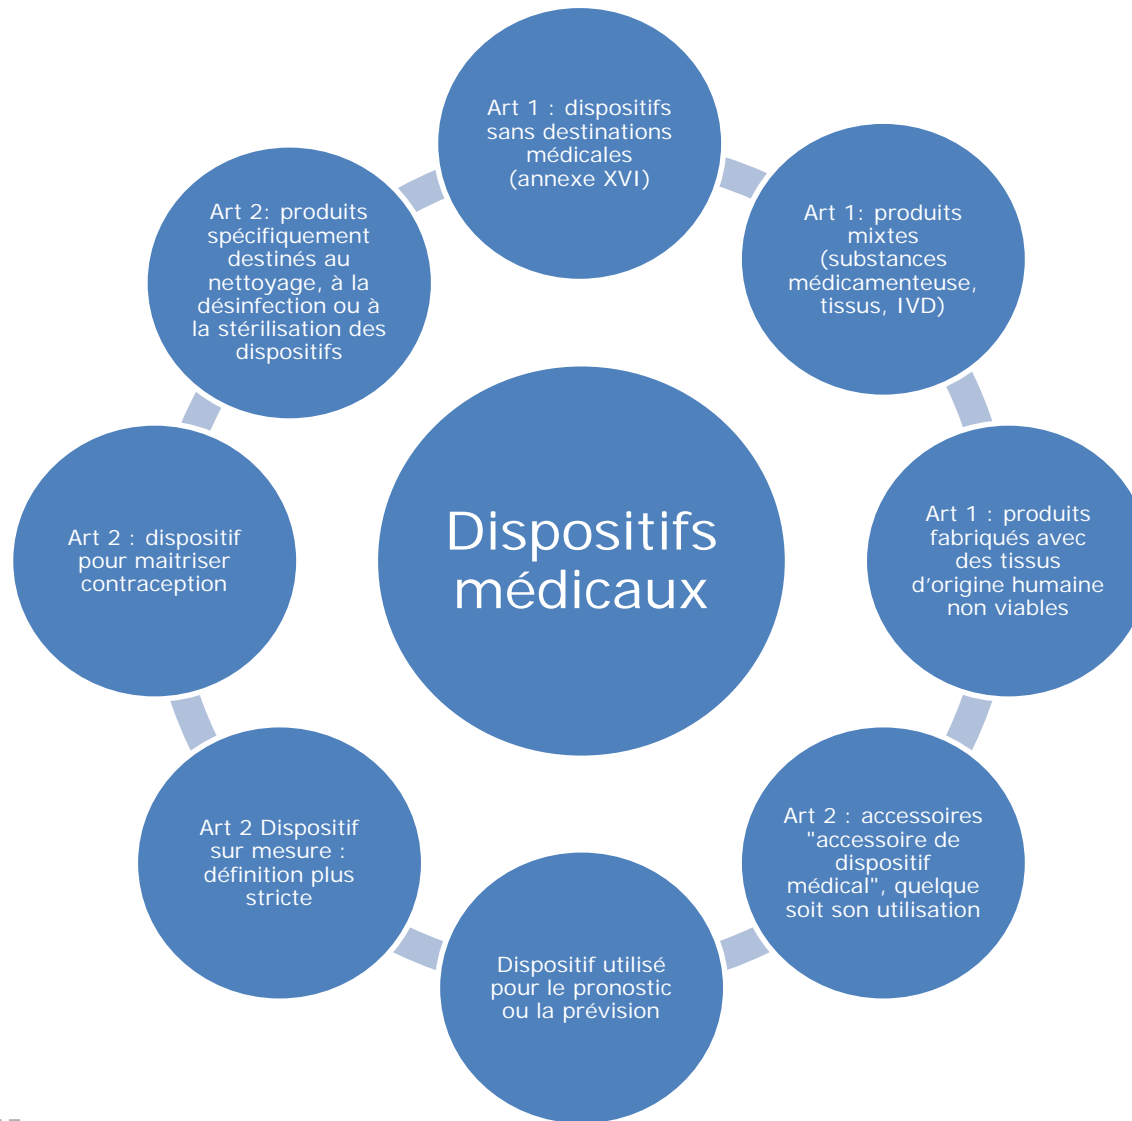 Art 1 : dispositifs
sans destinations
médicales
(annexe XVI)
Art 1: produits
mixtes
(substances
médicamenteuse,
tissus, IVD)
Art 1 : produits
fabriqués avec
des tissus
d'origine humaine
non viables
Art 2 : accessoires
"accessoire de
dispositif
médical", quelque
soit son utilisation
Dispositif utilisé
pour le pronostic
ou la prévision
Art 2 Dispositif
sur mesure :
définition plus
stricte
Art 2 : dispositif
pour maitriser
contraception
Art 2: produits
spécifiquement
destinés au
nettoyage, à la
désinfection ou à
la stérilisation des
dispositifs
Dispositifs
médicaux